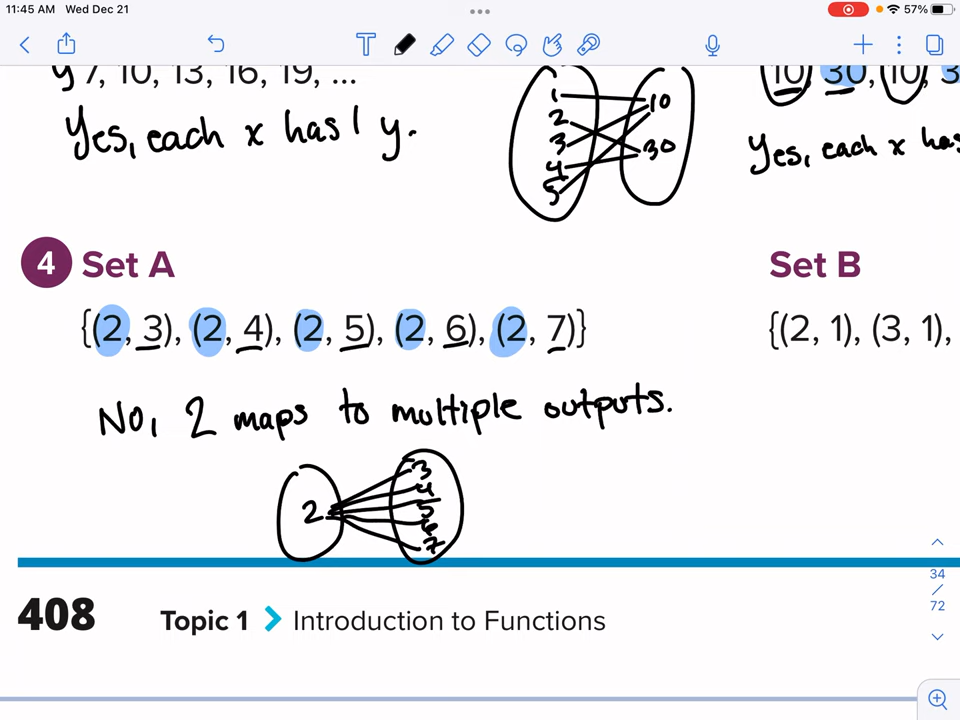 11:45 AM Wed Dec 21
57%
T
y 7, 10, 13, 16, 19, ...
10, 30, 10,
Yes, each x has 1 y.
1
2
3
4
5
10
30
Yes, each x has
4 Set A
Set B
{(2, 3), (2, 4), (2, 5), (2, 6), (2, 7)}
{(2, 1), (3, 1),
No, 2 maps to multiple outputs.
2
3
4
5
6
7
34
/
72
408 Topic 1 > Introduction to Functions